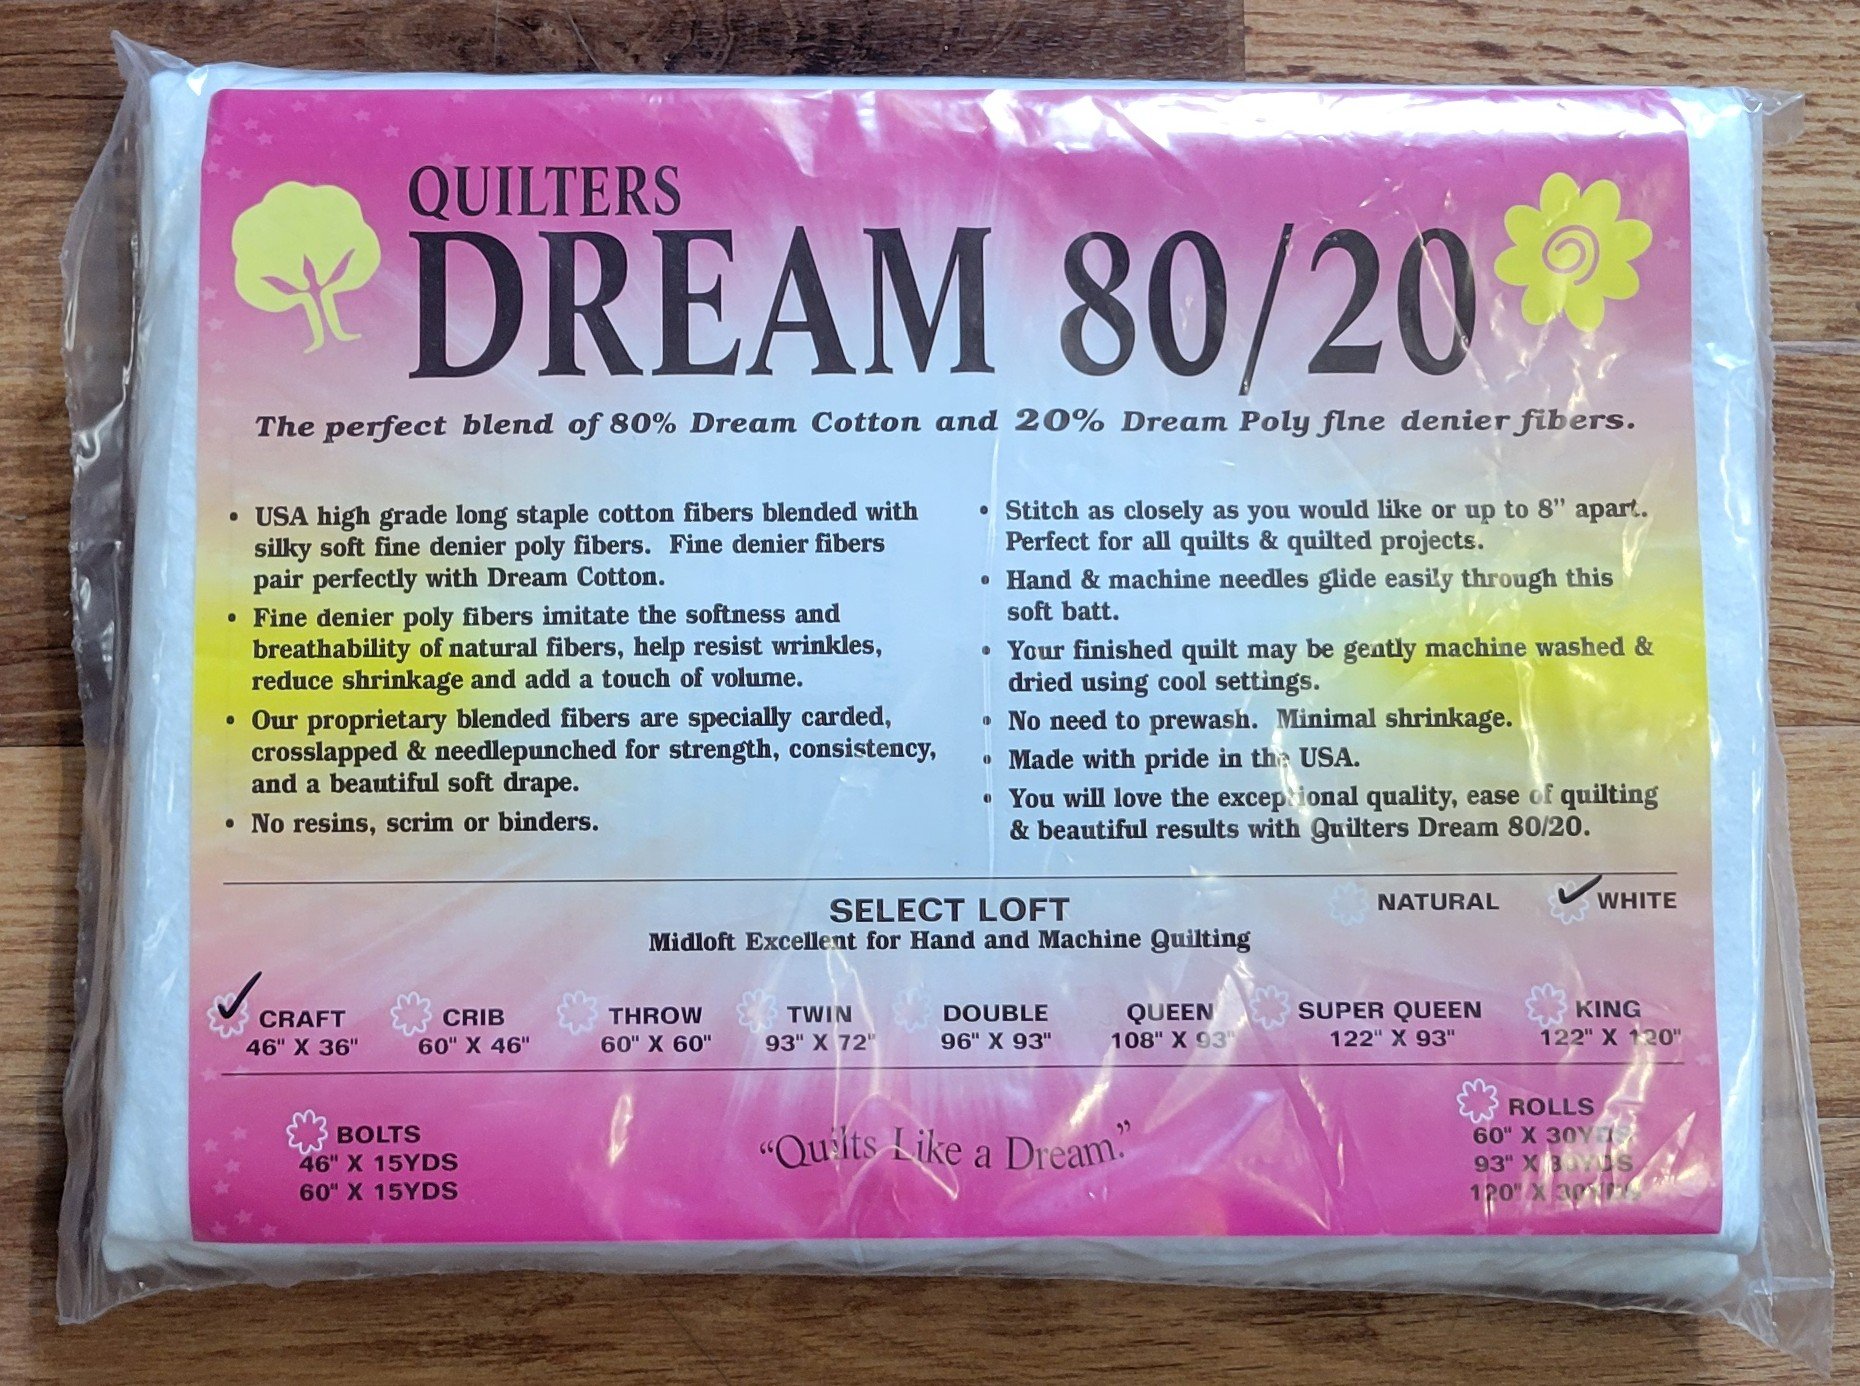 QUILTERS
DREAM 80/20
The perfect blend of 80% Dream Cotton and 20% Dream Poly fine denier fibers.
• USA high grade long staple cotton fibers blended with
silky soft fine denier poly fibers. Fine denier fibers
pair perfectly with Dream Cotton.
• Fine denier poly fibers imitate the softness and
breathability of natural fibers, help resist wrinkles,
reduce shrinkage and add a touch of volume.
• Our proprietary blended fibers are specially carded,
crosslapped & needlepunched for strength, consistency,
and a beautiful soft drape.
• No resins, scrim or binders.
• Stitch as closely as you would like or up to 8" apart.
Perfect for all quilts & quilted projects.
• Hand & machine needles glide easily through this
soft batt.
• Your finished quilt may be gently machine washed &
dried using cool settings.
• No need to prewash. Minimal shrinkage.
• Made with pride in the USA.
• You will love the exceptional quality, ease of quilting
& beautiful results with Quilters Dream 80/20.
SELECT LOFT
Midloft Excellent for Hand and Machine Quilting
NATURAL ✓ WHITE
✓ CRAFT CRIB THROW TWIN DOUBLE QUEEN SUPER QUEEN KING
46" X 36" 60" X 46" 60" X 60" 93" X 72" 96" X 93" 108" X 93" 122" X 93" 122" X 120"
BOLTS
46" X 15YDS
60" X 15YDS
"Quilts Like a Dream."
ROLLS
60" X 30YDS
93" X 30YDS
120" X 30YDS